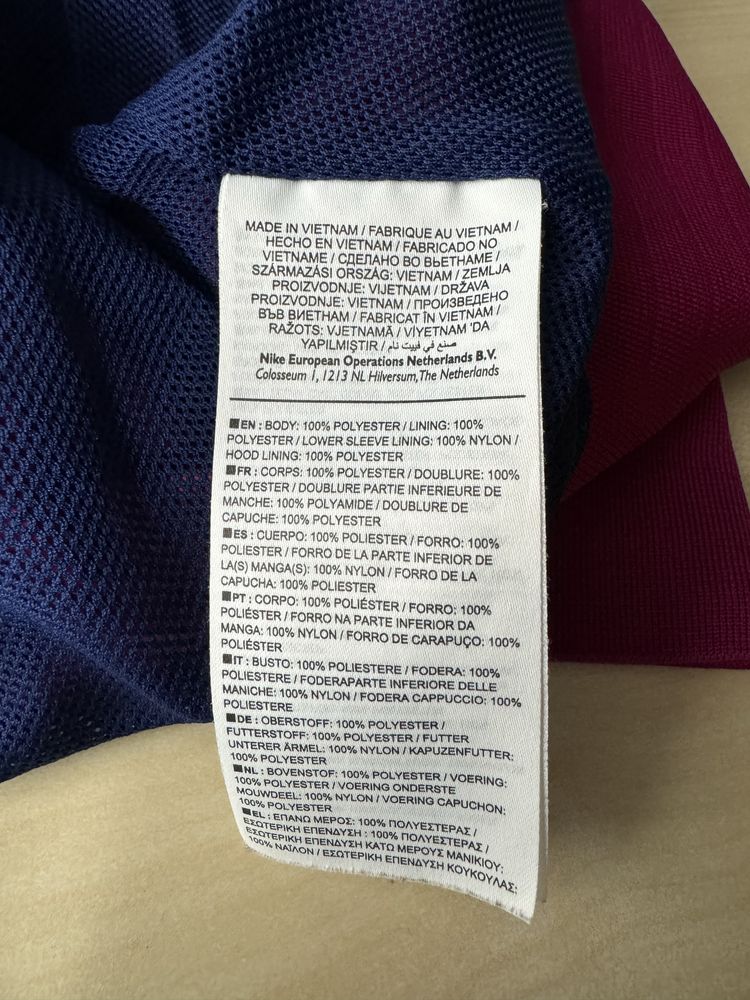 MADE IN VIETNAM / FABRIQUE AU VIETNAM /
HECHO EN VIETNAM / FABRICADO NO
VIETNAME / СДЕЛАНО ВО ВЬЕТНАМЕ /
SZÁRMAZÁSI ORSZÁG: VIETNAM / ZEMLJA
PROIZVODNJE: VIJETNAM / DRŽAVA
PROIZVODNJE: VIETNAM / ПРОИЗВЕДЕНО
ВЪВ ВИЕТНАМ / FABRICAT ÎN VIETNAM /
RAŽOTS: VJETNAMĀ / VİYETNAM 'DA
YAPILMIŞTIR / صنع في فييت نام
Nike European Operations Netherlands B.V.
Colosseum 1, 1213 NL Hilversum, The Netherlands
■EN : BODY: 100% POLYESTER / LINING: 100%
POLYESTER / LOWER SLEEVE LINING: 100% NYLON /
HOOD LINING: 100% POLYESTER
■FR : CORPS: 100% POLYESTER / DOUBLURE: 100%
POLYESTER / DOUBLURE PARTIE INFERIEURE DE
MANCHE: 100% POLYAMIDE / DOUBLURE DE
CAPUCHE: 100% POLYESTER
■ES : CUERPO: 100% POLIESTER / FORRO: 100%
POLIESTER / FORRO DE LA PARTE INFERIOR DE
LA(S) MANGA(S): 100% NYLON / FORRO DE LA
CAPUCHA: 100% POLIESTER
■PT : CORPO: 100% POLIÉSTER / FORRO: 100%
POLIÉSTER / FORRO NA PARTE INFERIOR DA
MANGA: 100% NYLON / FORRO DE CARAPUÇO: 100%
POLIÉSTER
■IT : BUSTO: 100% POLIESTERE / FODERA: 100%
POLIESTERE / FODERAPARTE INFERIORE DELLE
MANICHE: 100% NYLON / FODERA CAPPUCCIO: 100%
POLIESTERE
■DE : OBERSTOFF: 100% POLYESTER /
FUTTERSTOFF: 100% POLYESTER / FUTTER
UNTERER ÄRMEL: 100% NYLON / KAPUZENFUTTER:
100% POLYESTER
■NL : BOVENSTOF: 100% POLYESTER / VOERING:
100% POLYESTER / VOERING ONDERSTE
MOUWDEEL: 100% NYLON / VOERING CAPUCHON:
100% POLYESTER
■EL : ΕΠΑΝΩ ΜΕΡΟΣ: 100% ΠΟΛΥΕΣΤΕΡΑΣ /
ΕΣΩΤΕΡΙΚΗ ΕΠΕΝΔΥΣΗ : 100% ΠΟΛΥΕΣΤΕΡΑΣ /
ΕΣΩΤΕΡΙΚΗ ΕΠΕΝΔΥΣΗ ΚΑΤΩ ΜΕΡΟΥΣ ΜΑΝΙΚΙΟΥ:
100% ΝΑΪΛΟΝ / ΕΣΩΤΕΡΙΚΗ ΕΠΕΝΔΥΣΗ ΚΟΥΚΟΥΛΑΣ: